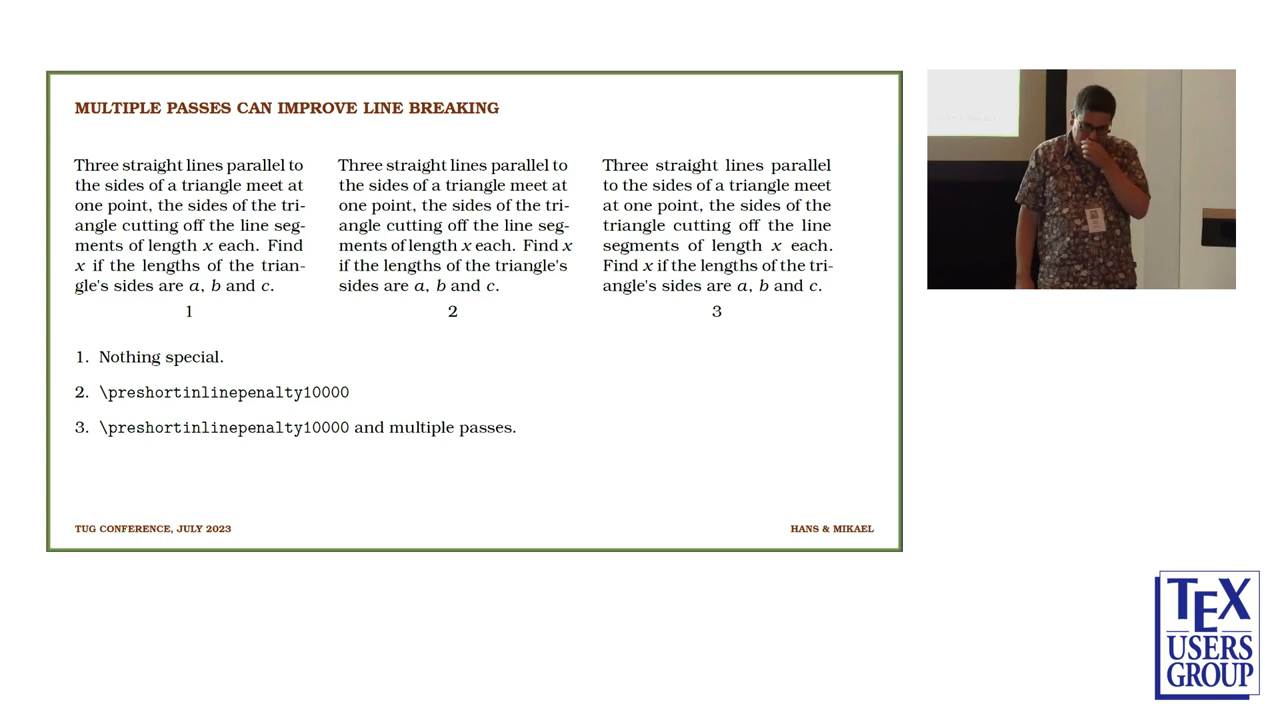 MULTIPLE PASSES CAN IMPROVE LINE BREAKING
Three straight lines parallel to
the sides of a triangle meet at
one point, the sides of the tri-
angle cutting off the line seg-
ments of length x each. Find
x if the lengths of the trian-
gle's sides are a, b and c.
1
Three straight lines parallel to
the sides of a triangle meet at
one point, the sides of the tri-
angle cutting off the line seg-
ments of length x each. Find x
if the lengths of the triangle's
sides are a, b and c.
2
Three straight lines parallel
to the sides of a triangle meet
at one point, the sides of the
triangle cutting off the line
segments of length x each.
Find x if the lengths of the tri-
angle's sides are a, b and c.
3
1. Nothing special.
2. \preshortinlinepenalty10000
3. \preshortinlinepenalty10000 and multiple passes.
TUG CONFERENCE, JULY 2023
HANS & MIKAEL
TEX
USERS
GROUP